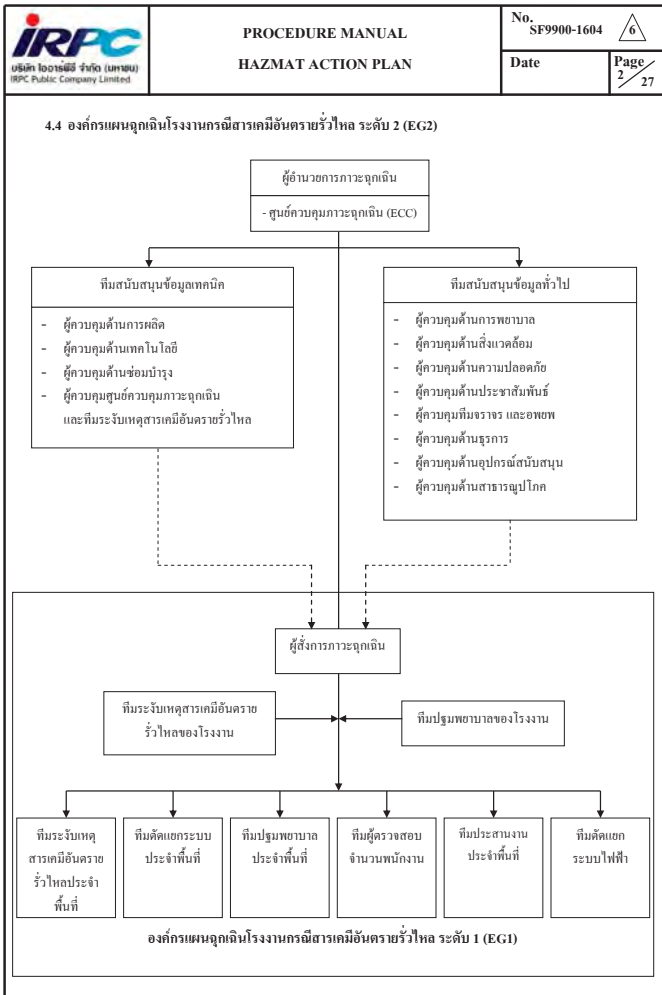 IRPC
บริษัท ไออาร์พีซี จำกัด (มหาชน)
IRPC Public Company Limited
PROCEDURE MANUAL
HAZMAT ACTION PLAN
No.
SF9900-1604
6
Date
Page
2/27
4.4 องค์กรแผนฉุกเฉินโรงงานกรณีสารเคมีอันตรายรั่วไหล ระดับ 2 (EG2)
ผู้อำนวยการภาวะฉุกเฉิน
- ศูนย์ควบคุมภาวะฉุกเฉิน (ECC)
ทีมสนับสนุนข้อมูลเทคนิค
- ผู้ควบคุมด้านการผลิต
- ผู้ควบคุมด้านเทคโนโลยี
- ผู้ควบคุมด้านซ่อมบำรุง
- ผู้ควบคุมศูนย์ควบคุมภาวะฉุกเฉิน
และทีมระงับเหตุสารเคมีอันตรายรั่วไหล
ทีมสนับสนุนข้อมูลทั่วไป
- ผู้ควบคุมด้านการพยาบาล
- ผู้ควบคุมด้านสิ่งแวดล้อม
- ผู้ควบคุมด้านความปลอดภัย
- ผู้ควบคุมด้านประชาสัมพันธ์
- ผู้ควบคุมทีมจราจร และอพยพ
- ผู้ควบคุมด้านธุรการ
- ผู้ควบคุมด้านอุปกรณ์สนับสนุน
- ผู้ควบคุมด้านสาธารณูปโภค
ผู้สั่งการภาวะฉุกเฉิน
ทีมระงับเหตุสารเคมีอันตราย
รั่วไหลของโรงงาน
ทีมปฐมพยาบาลของโรงงาน
ทีมระงับเหตุ
สารเคมีอันตราย
รั่วไหลประจำ
พื้นที่
ทีมตัดแยกระบบ
ประจำพื้นที่
ทีมปฐมพยาบาล
ประจำพื้นที่
ทีมผู้ตรวจสอบ
จำนวนพนักงาน
ทีมประสานงาน
ประจำพื้นที่
ทีมตัดแยก
ระบบไฟฟ้า
องค์กรแผนฉุกเฉินโรงงานกรณีสารเคมีอันตรายรั่วไหล ระดับ 1 (EG1)